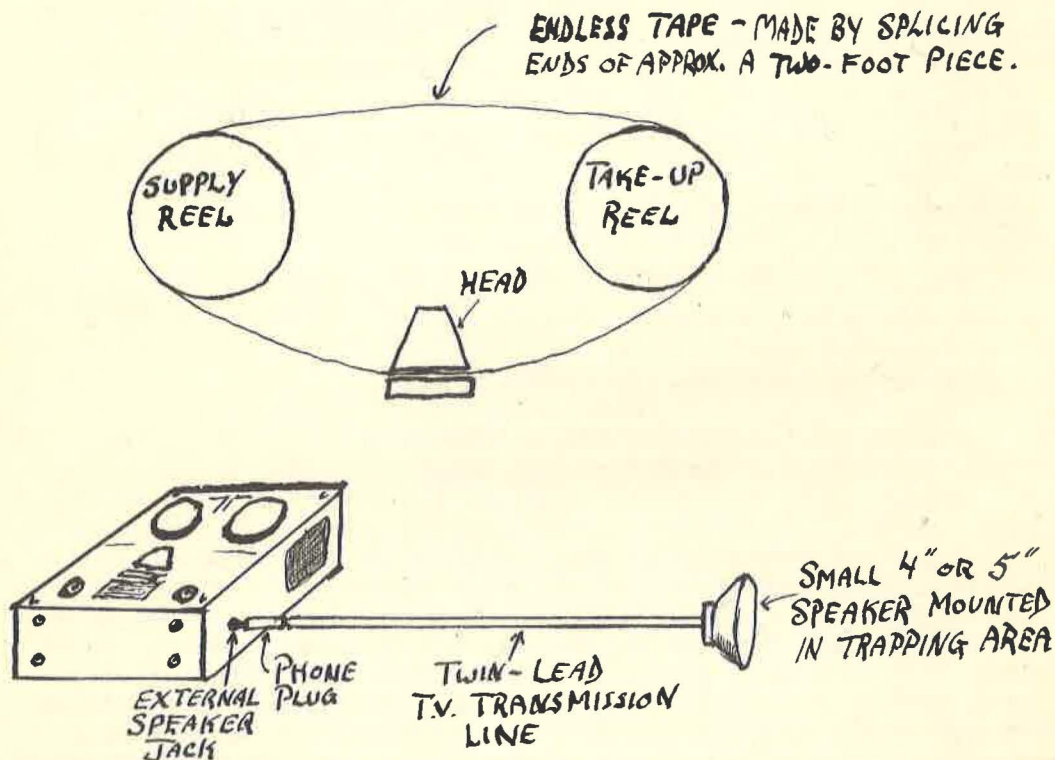 ENDLESS TAPE - MADE BY SPLICING
ENDS OF APPROX. A TWO-FOOT PIECE.
SUPPLY
REEL
TAKE-UP
REEL
HEAD
SMALL 4" OR 5"
SPEAKER MOUNTED
IN TRAPPING AREA
PHONE
PLUG
EXTERNAL
SPEAKER
JACK
TWIN-LEAD
T.V. TRANSMISSION
LINE